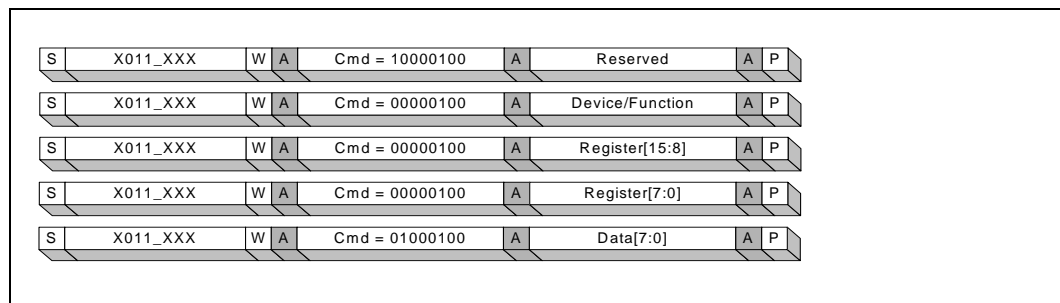 S X011_XXX W A Cmd = 10000100 A Reserved A P
S X011_XXX W A Cmd = 00000100 A Device/Function A P
S X011_XXX W A Cmd = 00000100 A Register[15:8] A P
S X011_XXX W A Cmd = 00000100 A Register[7:0] A P
S X011_XXX W A Cmd = 01000100 A Data[7:0] A P